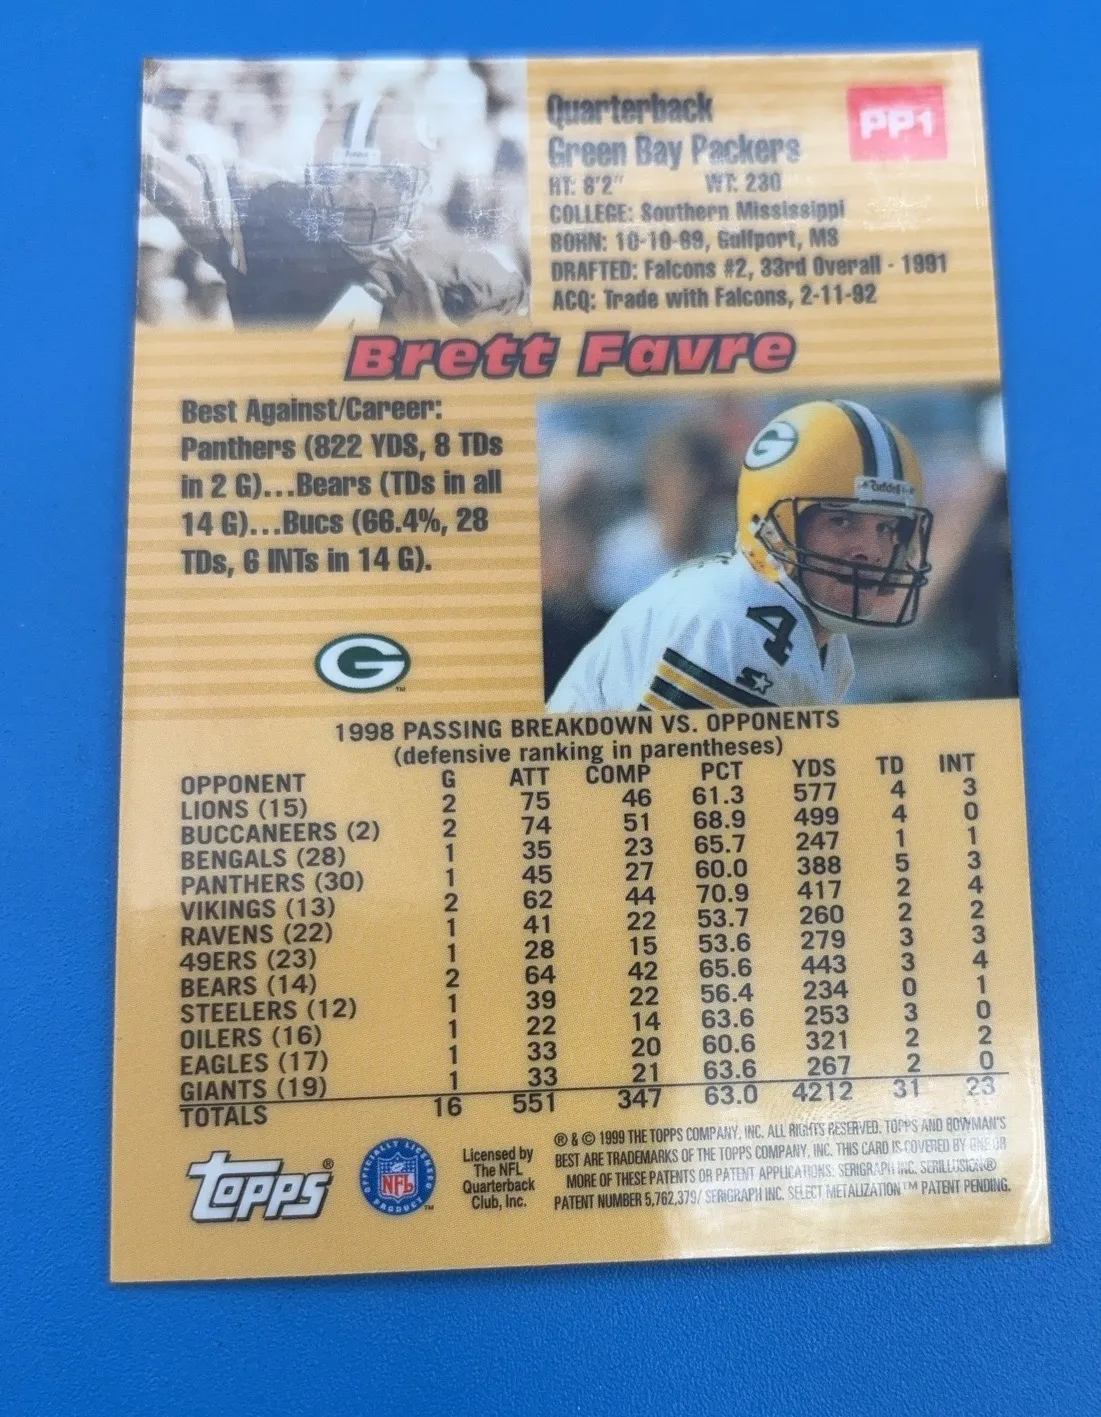 Quarterback
PP1
Green Bay Packers
HT: 6'2" WT: 230
COLLEGE: Southern Mississippi
BORN: 10-10-69, Gulfport, MS
DRAFTED: Falcons #2, 33rd Overall - 1991
ACQ: Trade with Falcons, 2-11-92
Brett Favre
Best Against/Career:
Panthers (822 YDS, 8 TDs
in 2 G)...Bears (TDs in all
14 G)...Bucs (66.4%, 28
TDs, 6 INTs in 14 G).
G
Riddell
4
G
TM
1998 PASSING BREAKDOWN VS. OPPONENTS
(defensive ranking in parentheses)
OPPONENT G ATT COMP PCT YDS TD INT
LIONS (15) 2 75 46 61.3 577 4 3
BUCCANEERS (2) 2 74 51 68.9 499 4 0
BENGALS (28) 1 35 23 65.7 247 1 1
PANTHERS (30) 1 45 27 60.0 388 5 3
VIKINGS (13) 2 62 44 70.9 417 2 4
RAVENS (22) 1 41 22 53.7 260 2 2
49ERS (23) 1 28 15 53.6 279 3 3
BEARS (14) 2 64 42 65.6 443 3 4
STEELERS (12) 1 39 22 56.4 234 0 1
OILERS (16) 1 22 14 63.6 253 3 0
EAGLES (17) 1 33 20 60.6 321 2 2
GIANTS (19) 1 33 21 63.6 267 2 0
TOTALS 16 551 347 63.0 4212 31 23
Topps®
OFFICIALLY LICENSED
NFL
PRODUCT
TM
Licensed by
The NFL
Quarterback
Club, Inc.
® & © 1999 THE TOPPS COMPANY, INC. ALL RIGHTS RESERVED. TOPPS AND BOWMAN'S
BEST ARE TRADEMARKS OF THE TOPPS COMPANY, INC. THIS CARD IS COVERED BY ONE OR
MORE OF THESE PATENTS OR PATENT APPLICATIONS: SERIGRAPH INC. SERILLUSION®
PATENT NUMBER 5,762,379/ SERIGRAPH INC. SELECT METALIZATION™ PATENT PENDING.